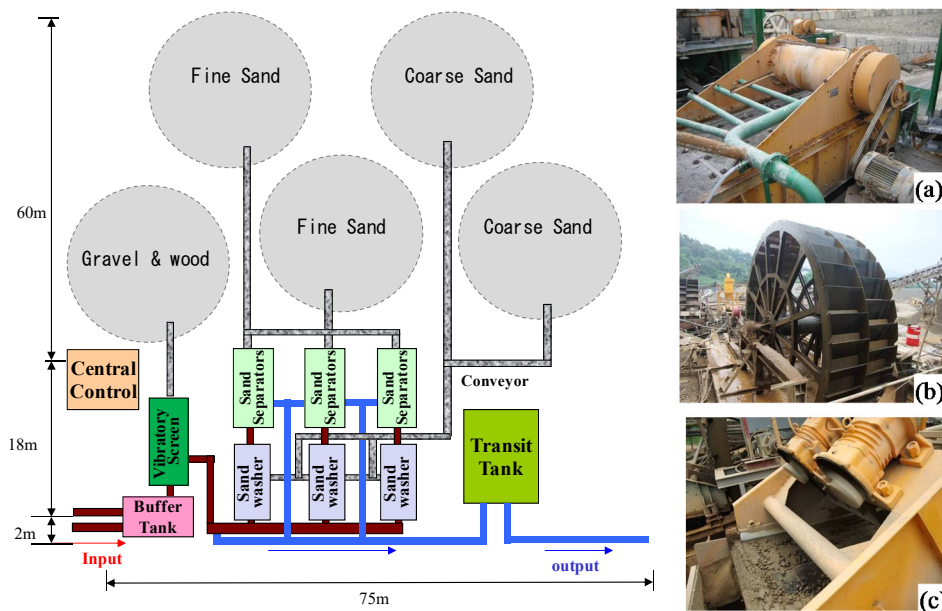 Fine Sand
Coarse Sand
60m
Gravel & wood
Fine Sand
Coarse Sand
Central
Control
Sand
Separators
Sand
Separators
Sand
Separators
Conveyor
18m
Vibratory
Screen
Transit
Tank
Sand
washer
Sand
washer
Sand
washer
Buffer
Tank
2m
Input
output
75m
(a)
(b)
(c)